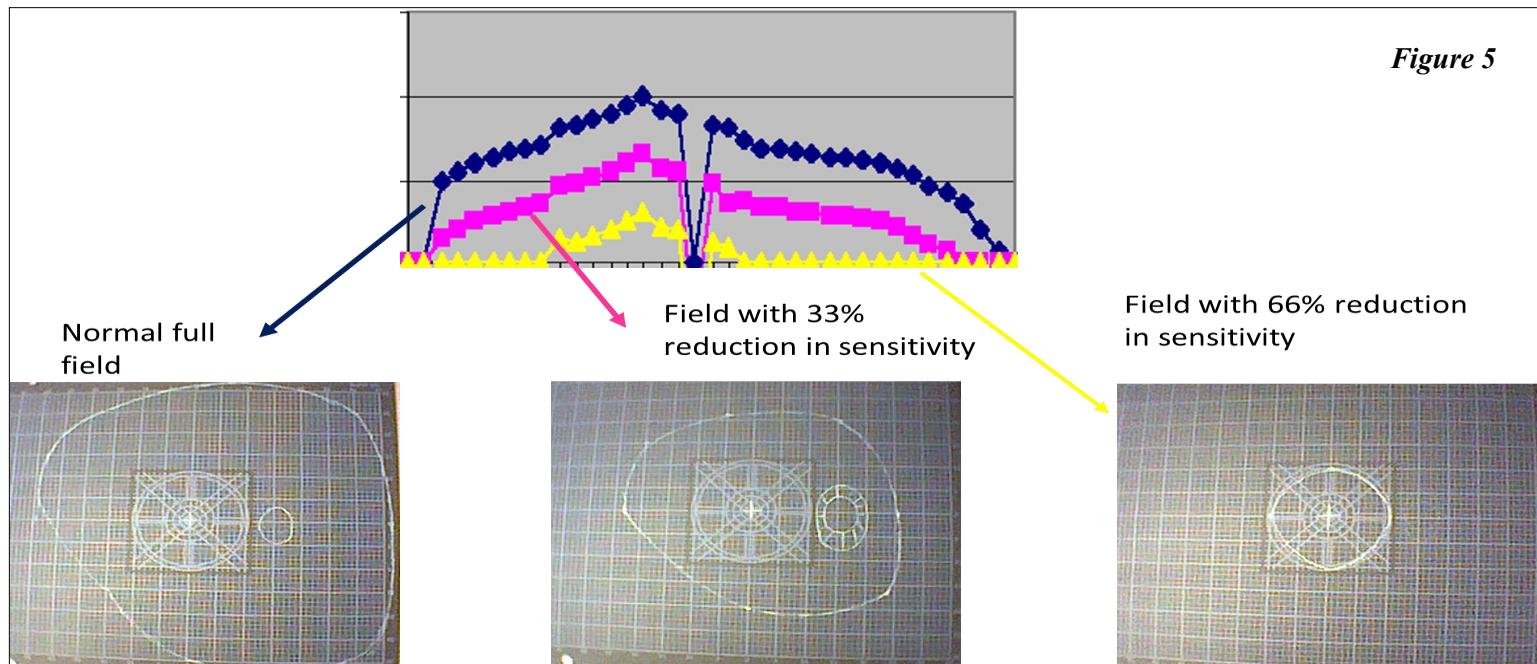 Figure 5
Normal full
field
Field with 33%
reduction in sensitivity
Field with 66% reduction
in sensitivity